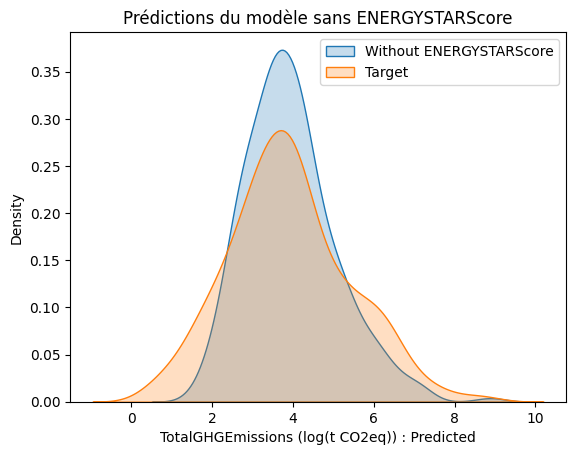 Prédictions du modèle sans ENERGYSTARScore
Without ENERGYSTARScore
Target
Density
0.35
0.30
0.25
0.20
0.15
0.10
0.05
0.00
0 2 4 6 8 10
TotalGHGEmissions (log(t CO2eq)) : Predicted